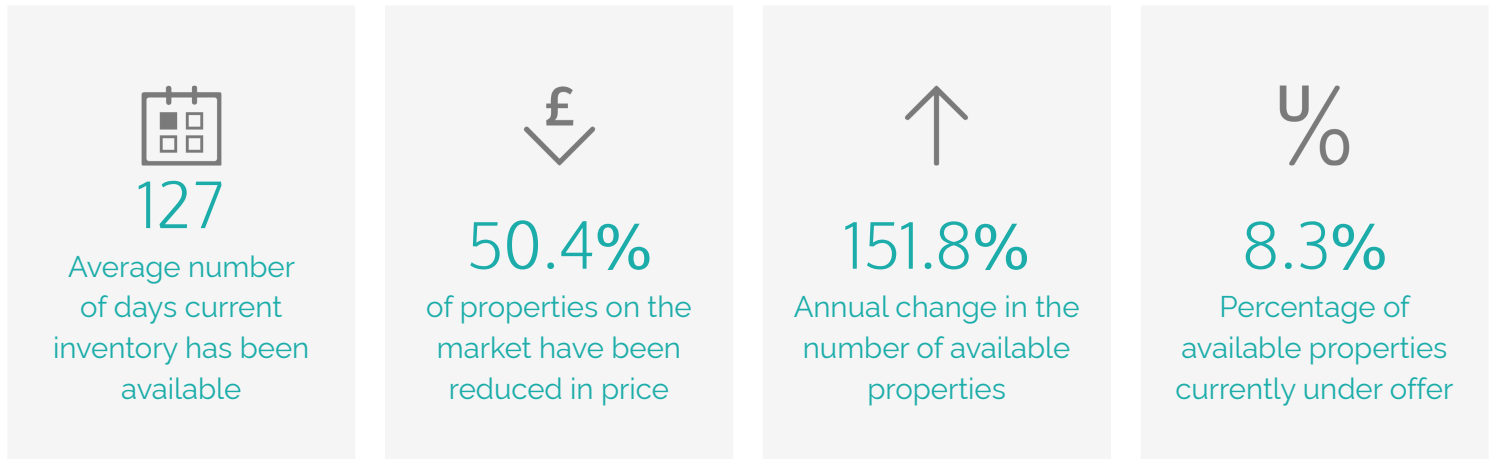 127
Average number
of days current
inventory has been
available
£
50.4%
of properties on the
market have been
reduced in price
151.8%
Annual change in the
number of available
properties
U%
8.3%
Percentage of
available properties
currently under offer